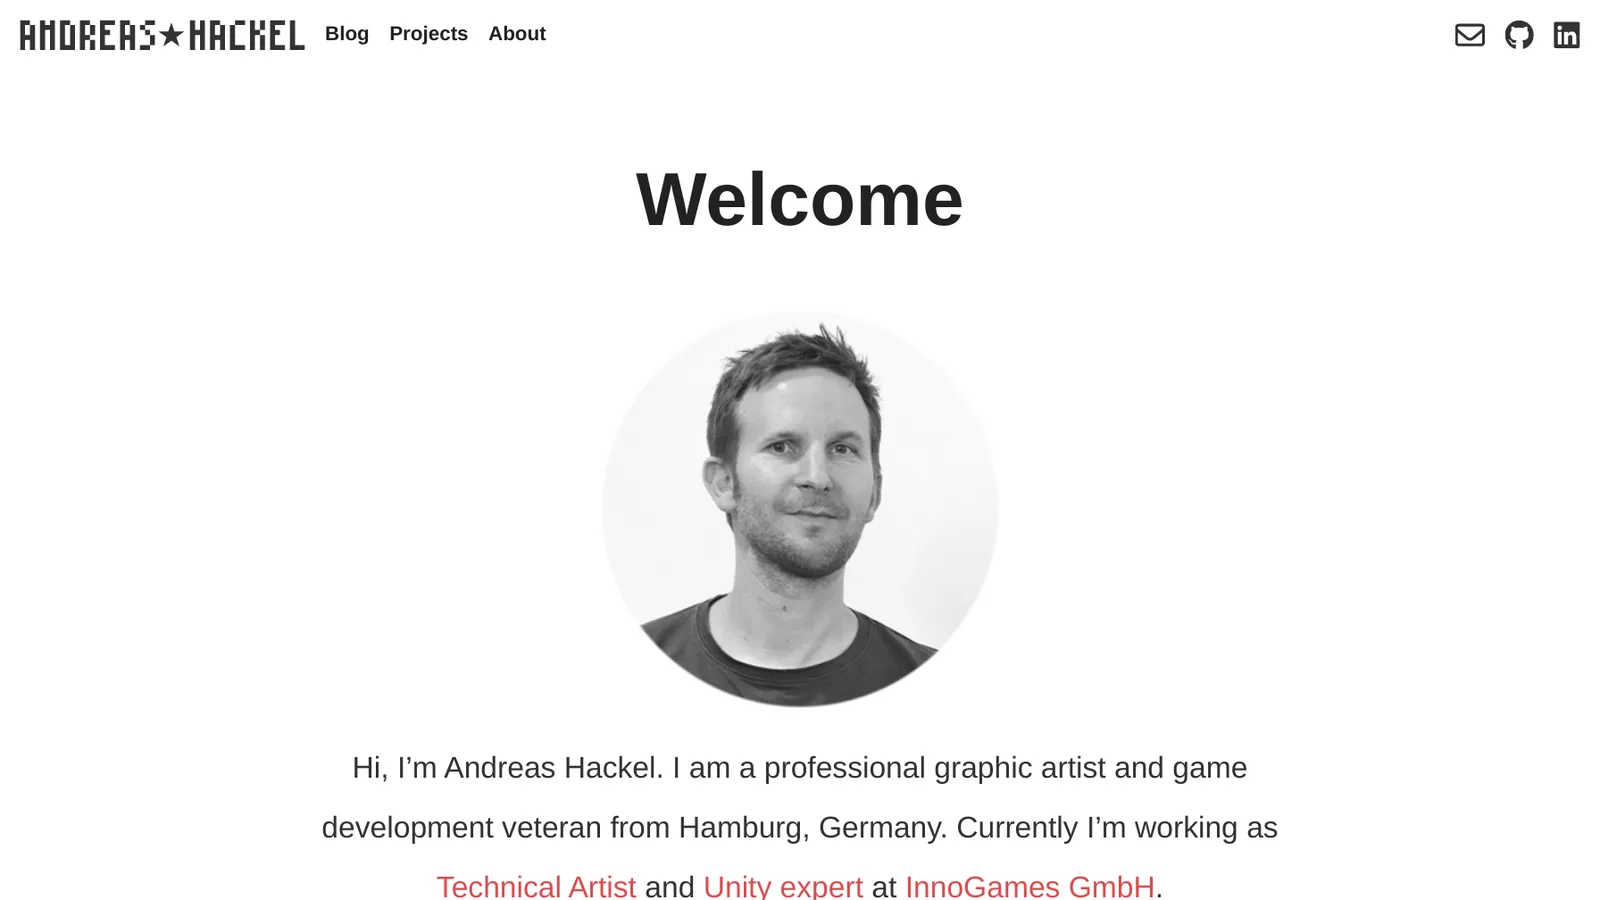 ANDREAS★HACKEL Blog Projects About
Welcome
Hi, I’m Andreas Hackel. I am a professional graphic artist and game
development veteran from Hamburg, Germany. Currently I’m working as
Technical Artist and Unity expert at InnoGames GmbH.